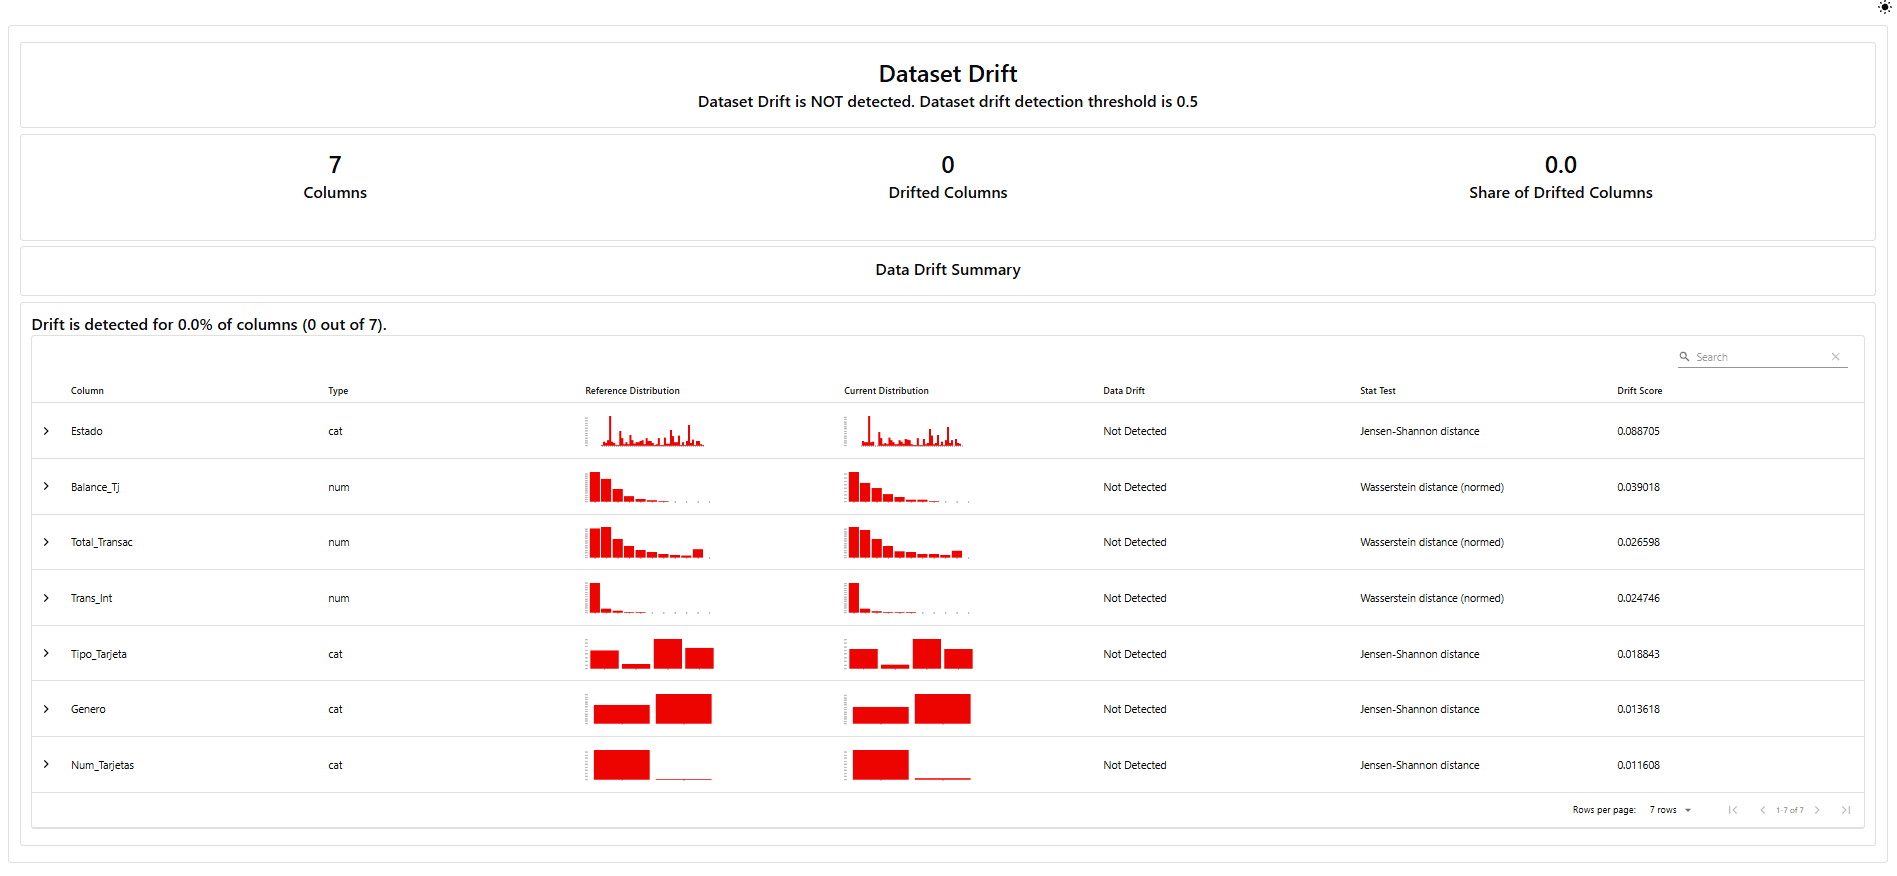 Dataset Drift
Dataset Drift is NOT detected. Dataset drift detection threshold is 0.5
7 0 0.0
Columns Drifted Columns Share of Drifted Columns
Data Drift Summary
Drift is detected for 0.0% of columns (0 out of 7).
Search
Column Type Reference Distribution Current Distribution Data Drift Stat Test Drift Score
Estado cat Not Detected Jensen-Shannon distance 0.088705
Balance_Tj num Not Detected Wasserstein distance (normed) 0.039018
Total_Transac num Not Detected Wasserstein distance (normed) 0.026598
Trans_Int num Not Detected Wasserstein distance (normed) 0.024746
Tipo_Tarjeta cat Not Detected Jensen-Shannon distance 0.018843
Genero cat Not Detected Jensen-Shannon distance 0.013618
Num_Tarjetas cat Not Detected Jensen-Shannon distance 0.011608
Rows per page: 7 rows 1-7 of 7